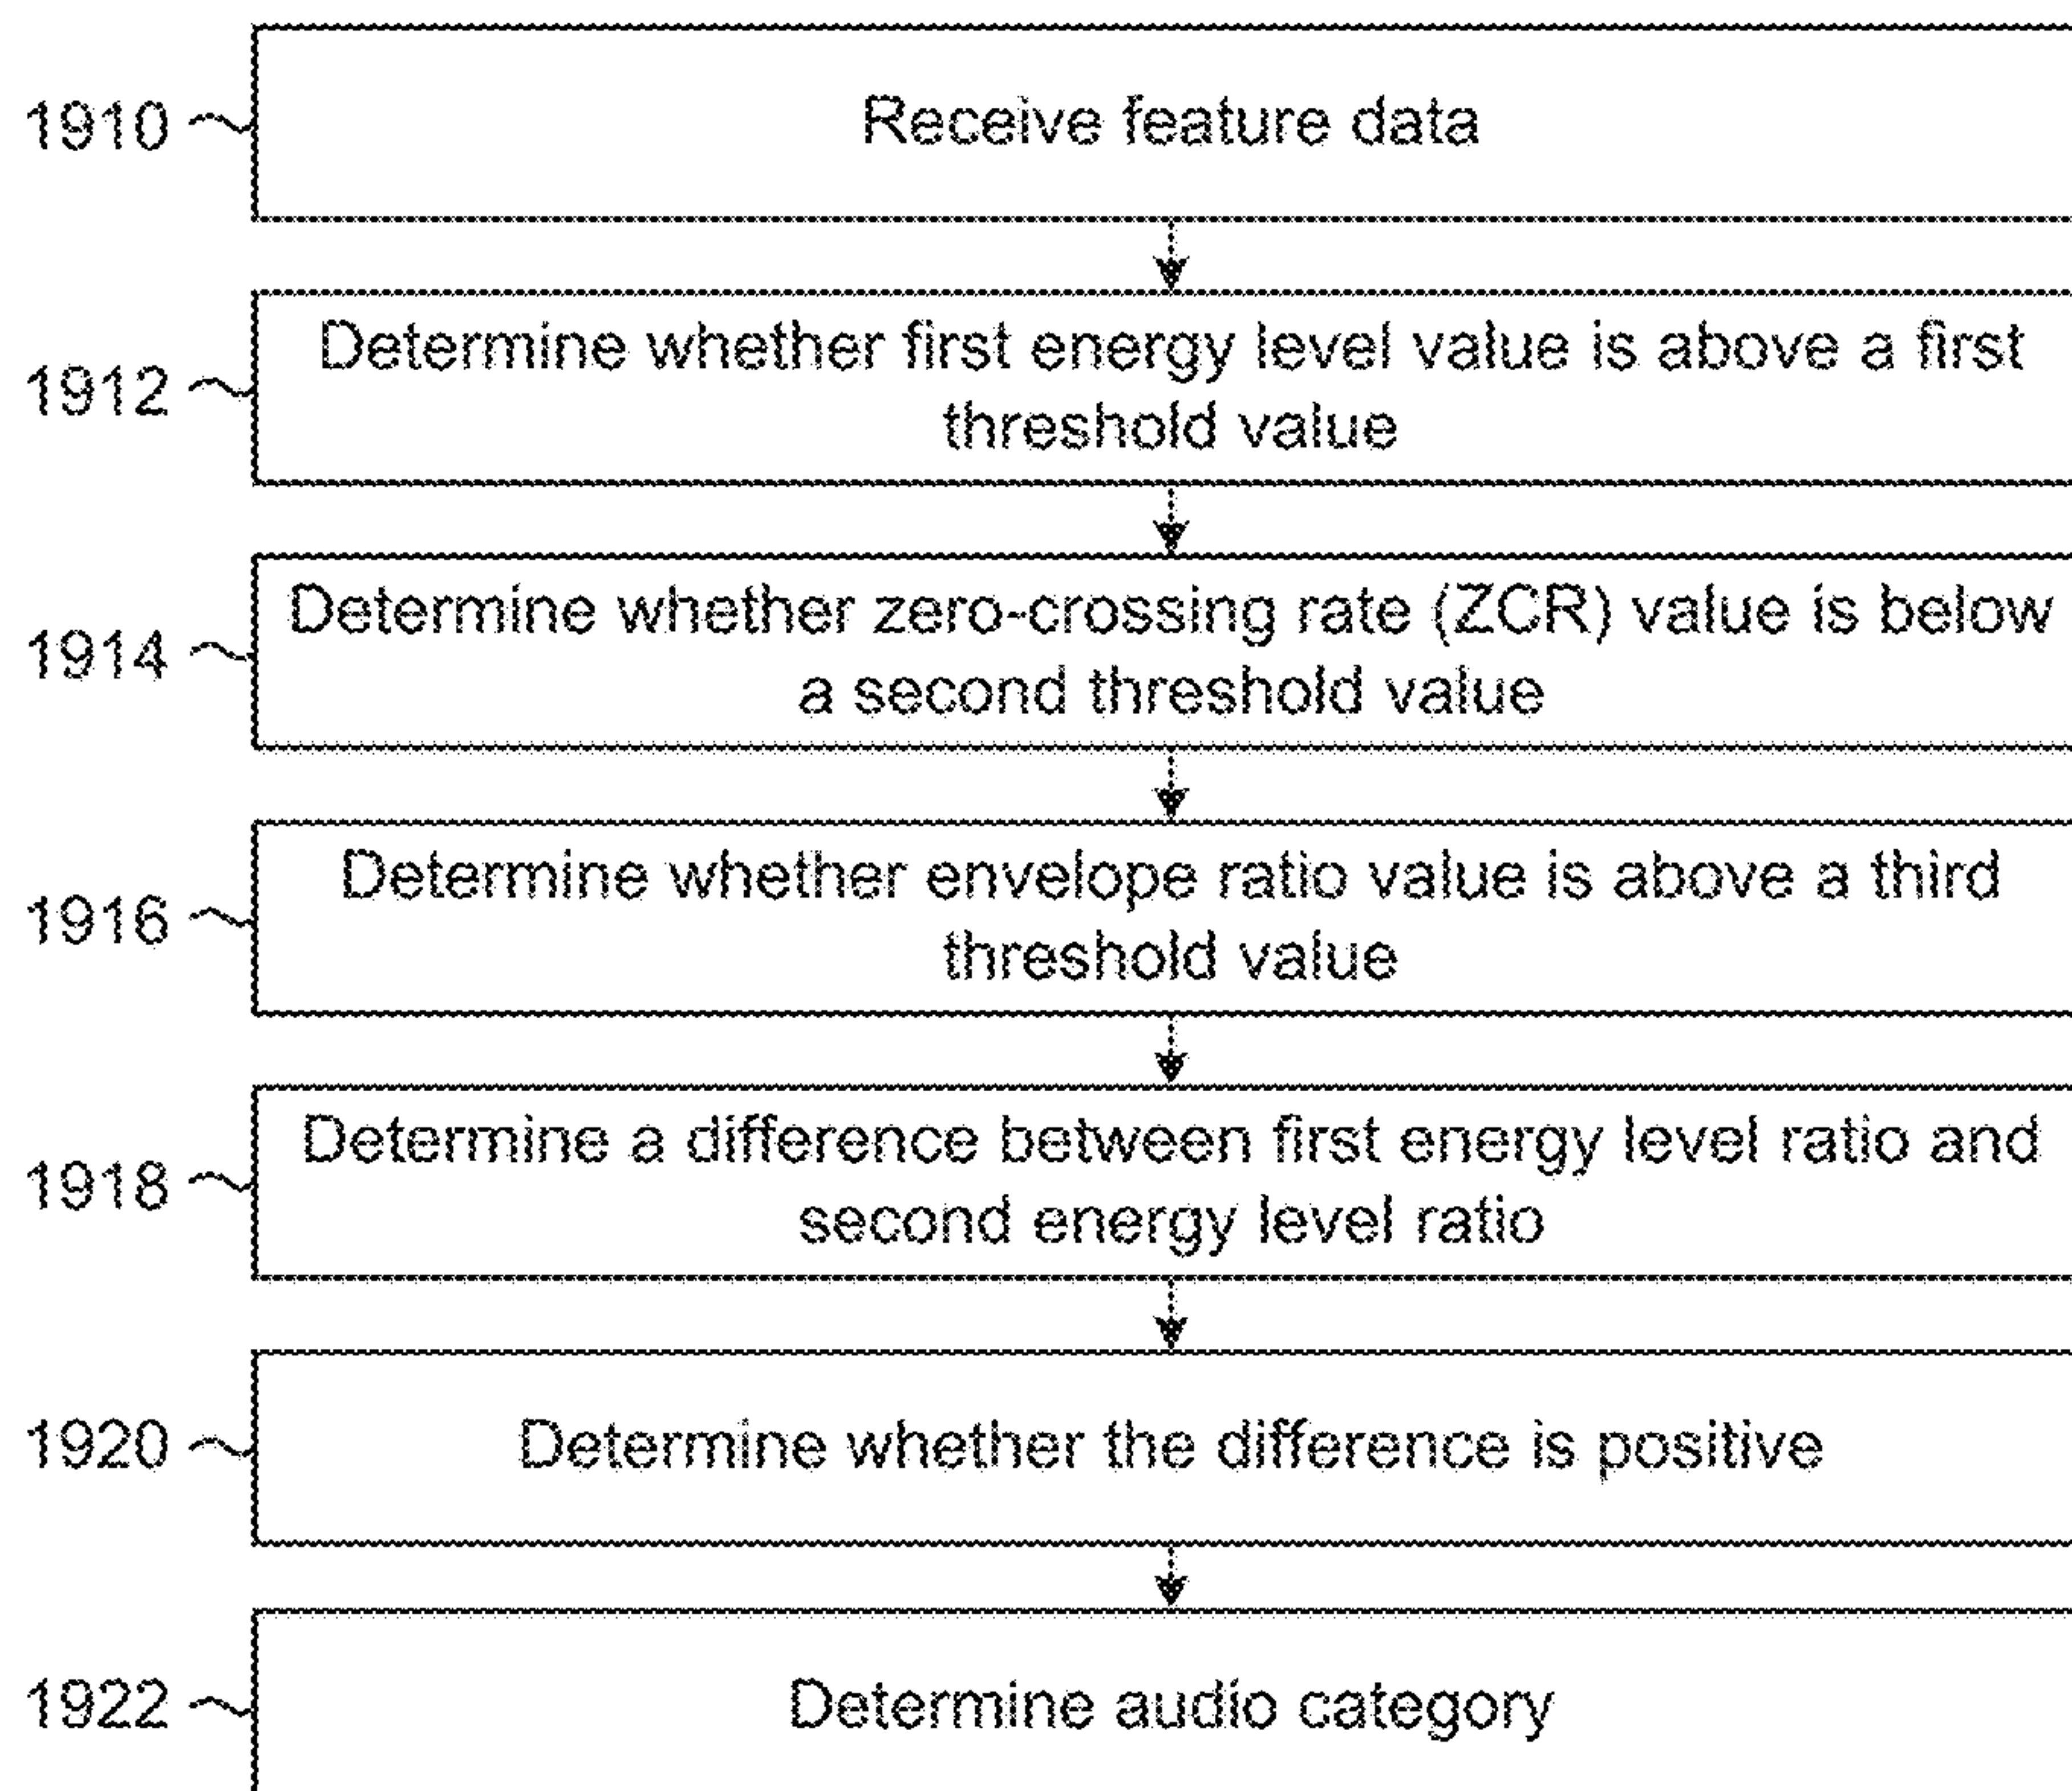 1910
Receive feature data
1912
Determine whether first energy level value is above a first
threshold value
1914
Determine whether zero-crossing rate (ZCR) value is below
a second threshold value
1916
Determine whether envelope ratio value is above a third
threshold value
1918
Determine a difference between first energy level ratio and
second energy level ratio
1920
Determine whether the difference is positive
1922
Determine audio category